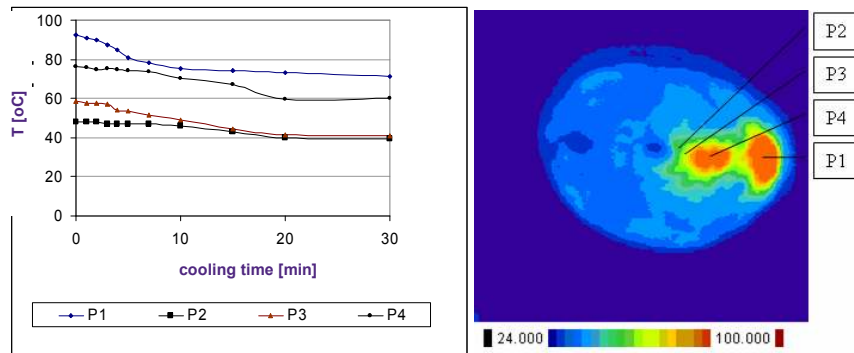 100
80
60
40
20
0
T [oC]
0 10 20 30
cooling time [min]
P1 P2 P3 P4
P2
P3
P4
P1
24.000 100.000